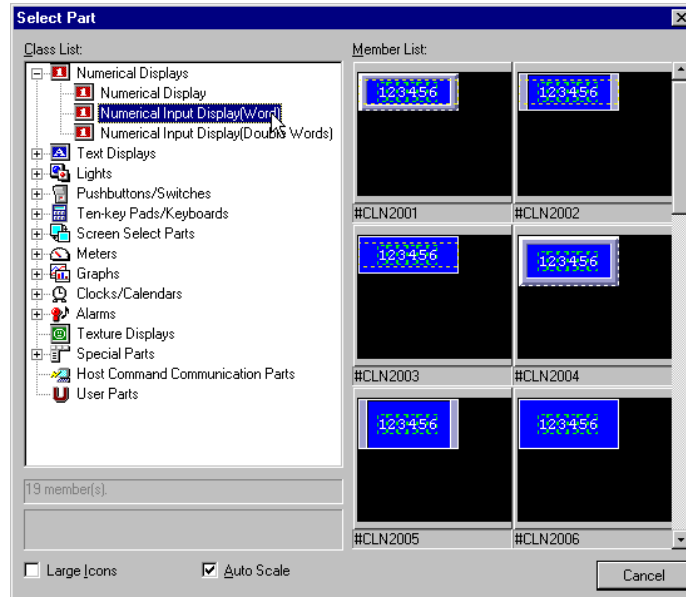 Select Part
Class List:
Numerical Displays
Numerical Display
Numerical Input Display(Word)
Numerical Input Display(Double Words)
Text Displays
Lights
Pushbuttons/Switches
Ten-key Pads/Keyboards
Screen Select Parts
Meters
Graphs
Clocks/Calendars
Alarms
Texture Displays
Special Parts
Host Command Communication Parts
User Parts
19 member(s).
Large Icons
Auto Scale
Member List:
123456 123456
#CLN2001 #CLN2002
123456 123456
#CLN2003 #CLN2004
123456 123456
#CLN2005 #CLN2006
Cancel